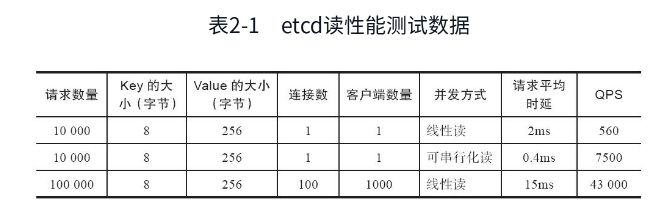 表2-1 etcd读性能测试数据
请求数量 Key 的大小（字节） Value 的大小（字节） 连接数 客户端数量 并发方式 请求平均时延 QPS
10 000 8 256 1 1 线性读 2ms 560
10 000 8 256 1 1 可串行化读 0.4ms 7500
100 000 8 256 100 1000 线性读 15ms 43 000